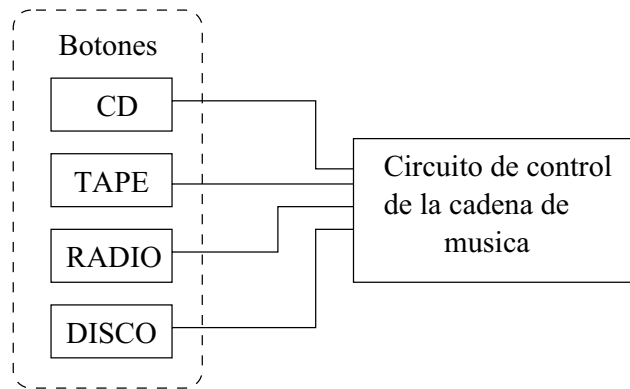 Botones
CD
TAPE
RADIO
DISCO
Circuito de control
de la cadena de
musica